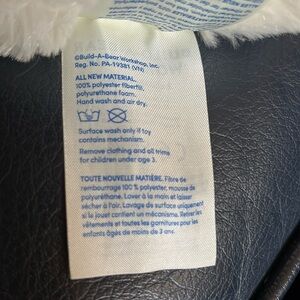 ©Build-A-Bear Workshop, Inc.
Reg. No. PA-19381 (VN)
ALL NEW MATERIAL.
100% polyester fiberfill,
polyurethane foam.
Hand wash and air dry.
Surface wash only if toy
contains mechanism.
Remove clothing and all trims
for children under age 3.
TOUTE NOUVELLE MATIÈRE. Fibre de
rembourrage 100 % polyester, mousse de
polyuréthane. Laver à la main et laisser
sécher à l'air. Lavage de surface uniquement
si le jouet contient un mécanisme. Retirer les
vêtements et toutes les garnitures pour les
enfants âgés de moins de 3 ans.